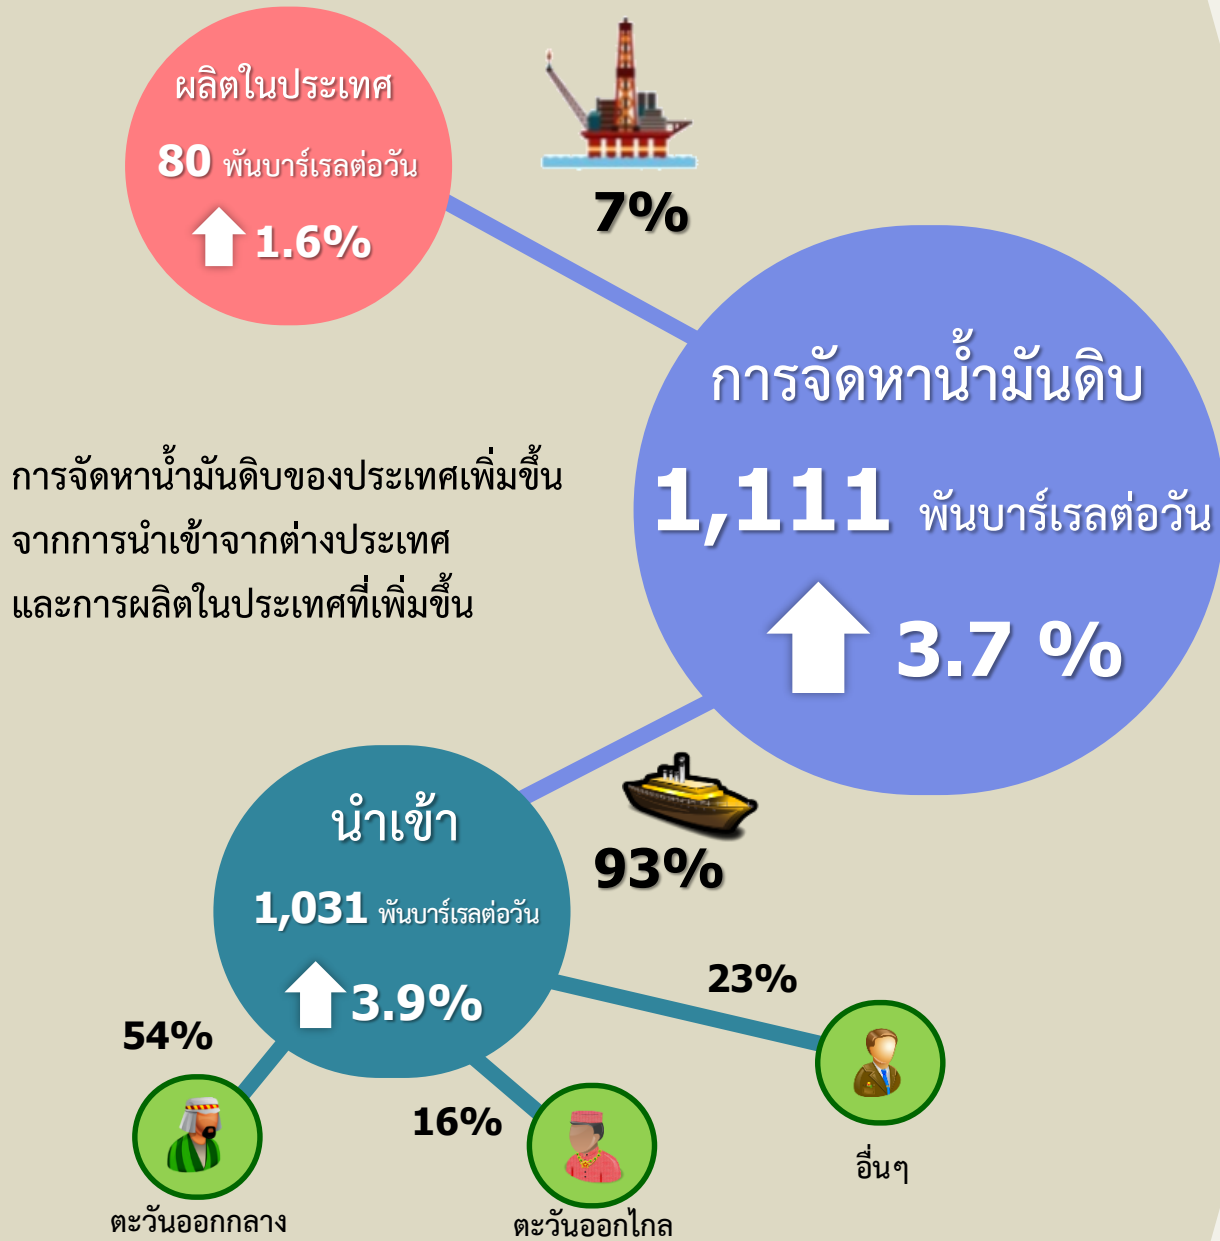 ผลิตในประเทศ
80 พันบาร์เรลต่อวัน
1.6%
7%
การจัดหาน้ำมันดิบ
1,111 พันบาร์เรลต่อวัน
3.7 %
การจัดหาน้ำมันดิบของประเทศเพิ่มขึ้น
จากการนำเข้าจากต่างประเทศ
และการผลิตในประเทศที่เพิ่มขึ้น
นำเข้า
1,031 พันบาร์เรลต่อวัน
3.9%
93%
54%
ตะวันออกกลาง
16%
ตะวันออกไกล
23%
อื่นๆ